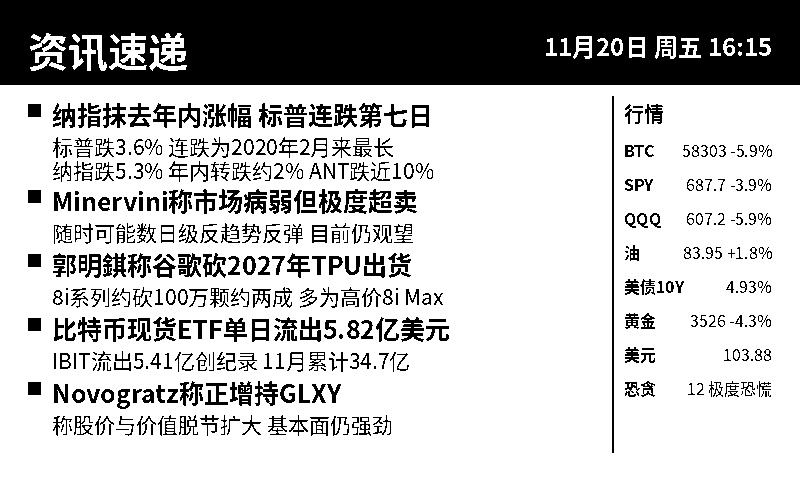 资讯速递
11月20日 周五 16:15
纳指抹去年内涨幅 标普连跌第七日
标普跌3.6% 连跌为2020年2月来最长
纳指跌5.3% 年内转跌约2% ANT跌近10%
Minervini称市场病弱但极度超卖
随时可能数日级反趋势反弹 目前仍观望
郭明錤称谷歌砍2027年TPU出货
8i系列约砍100万颗约两成 多为高价8i Max
比特币现货ETF单日流出5.82亿美元
IBIT流出5.41亿创纪录 11月累计34.7亿
Novogratz称正增持GLXY
称股价与价值脱节扩大 基本面仍强劲
行情
BTC 58303 -5.9%
SPY 687.7 -3.9%
QQQ 607.2 -5.9%
油 83.95 +1.8%
美债10Y 4.93%
黄金 3526 -4.3%
美元 103.88
恐贪 12 极度恐慌